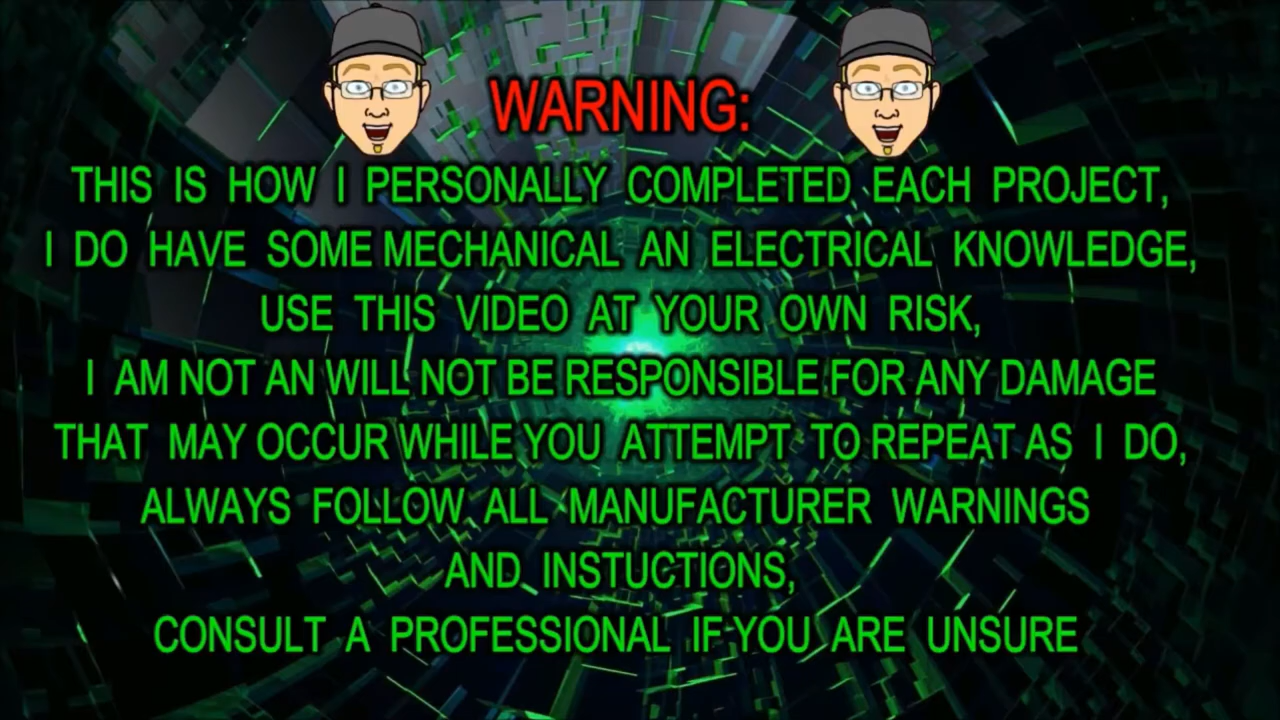 WARNING:
THIS IS HOW I PERSONALLY COMPLETED EACH PROJECT,
I DO HAVE SOME MECHANICAL AN ELECTRICAL KNOWLEDGE,
USE THIS VIDEO AT YOUR OWN RISK,
I AM NOT AN WILL NOT BE RESPONSIBLE FOR ANY DAMAGE
THAT MAY OCCUR WHILE YOU ATTEMPT TO REPEAT AS I DO,
ALWAYS FOLLOW ALL MANUFACTURER WARNINGS
AND INSTUCTIONS,
CONSULT A PROFESSIONAL IF YOU ARE UNSURE